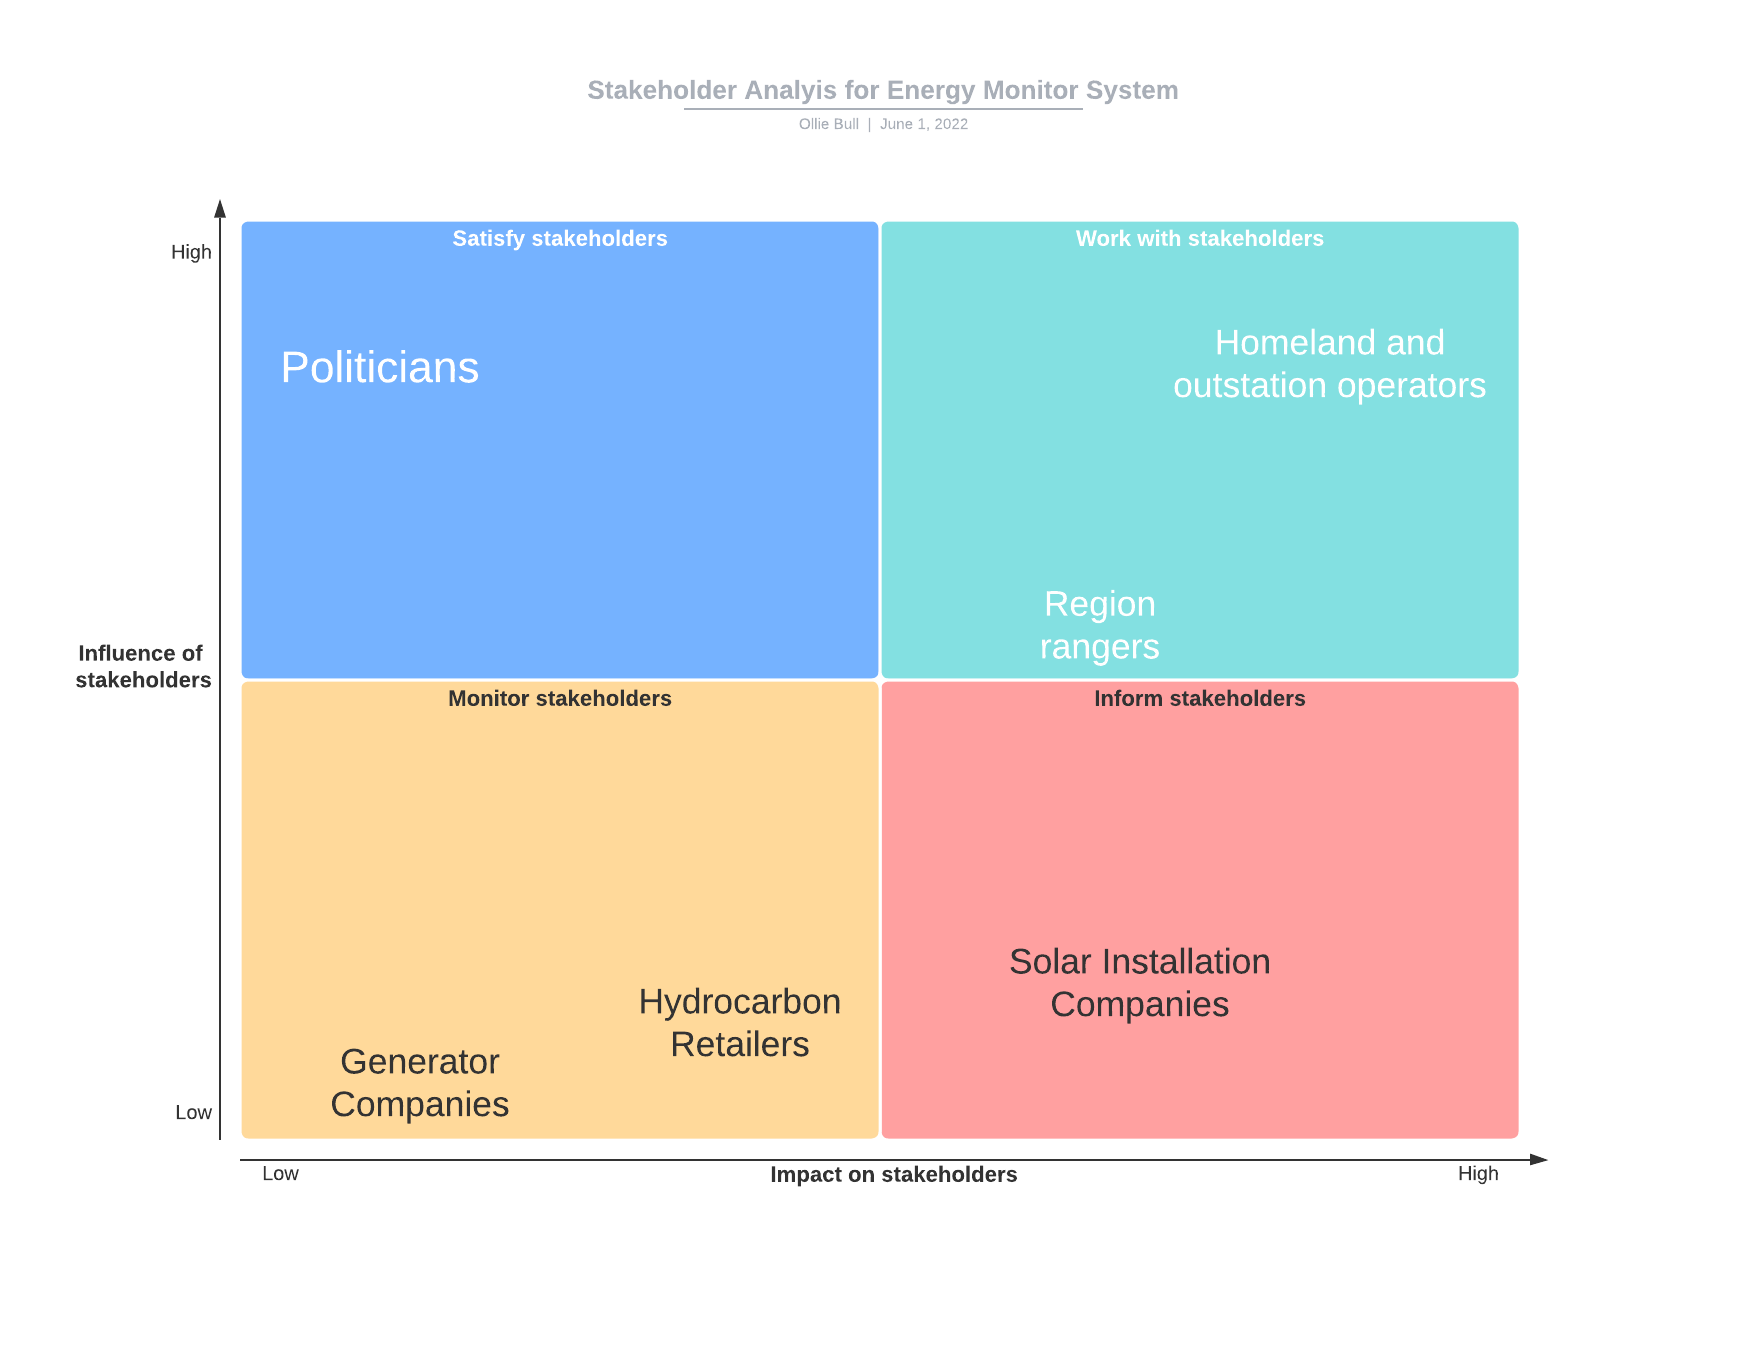 Stakeholder Analyis for Energy Monitor System
Ollie Bull | June 1, 2022
High
Satisfy stakeholders
Politicians
Work with stakeholders
Homeland and
outstation operators
Region
rangers
Influence of
stakeholders
Monitor stakeholders
Hydrocarbon
Retailers
Generator
Companies
Inform stakeholders
Solar Installation
Companies
Low
Low
Impact on stakeholders
High